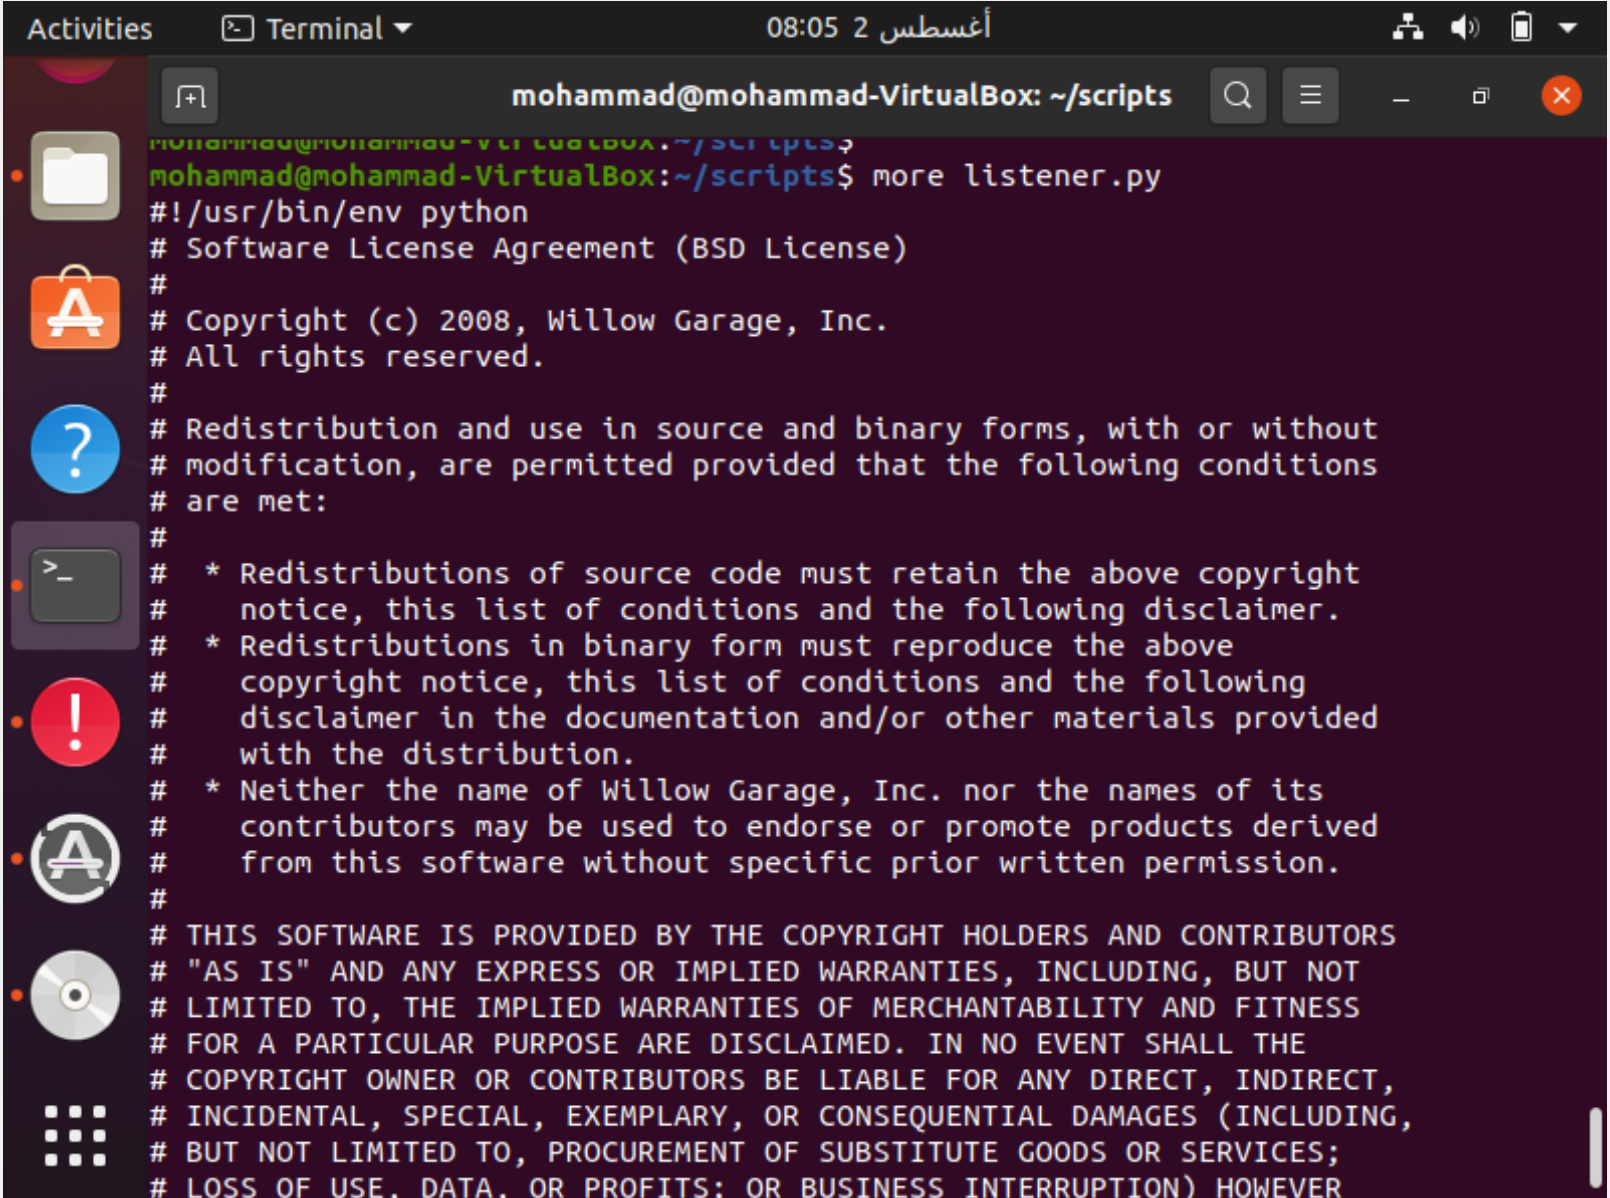 Activities Terminal 08:05 2 أغسطس
mohammad@mohammad-VirtualBox: ~/scripts
mohammad@mohammad-VirtualBox:~/scripts$
mohammad@mohammad-VirtualBox:~/scripts$ more listener.py
#!/usr/bin/env python
# Software License Agreement (BSD License)
#
# Copyright (c) 2008, Willow Garage, Inc.
# All rights reserved.
#
# Redistribution and use in source and binary forms, with or without
# modification, are permitted provided that the following conditions
# are met:
#
#  * Redistributions of source code must retain the above copyright
#    notice, this list of conditions and the following disclaimer.
#  * Redistributions in binary form must reproduce the above
#    copyright notice, this list of conditions and the following
#    disclaimer in the documentation and/or other materials provided
#    with the distribution.
#  * Neither the name of Willow Garage, Inc. nor the names of its
#    contributors may be used to endorse or promote products derived
#    from this software without specific prior written permission.
#
# THIS SOFTWARE IS PROVIDED BY THE COPYRIGHT HOLDERS AND CONTRIBUTORS
# "AS IS" AND ANY EXPRESS OR IMPLIED WARRANTIES, INCLUDING, BUT NOT
# LIMITED TO, THE IMPLIED WARRANTIES OF MERCHANTABILITY AND FITNESS
# FOR A PARTICULAR PURPOSE ARE DISCLAIMED. IN NO EVENT SHALL THE
# COPYRIGHT OWNER OR CONTRIBUTORS BE LIABLE FOR ANY DIRECT, INDIRECT,
# INCIDENTAL, SPECIAL, EXEMPLARY, OR CONSEQUENTIAL DAMAGES (INCLUDING,
# BUT NOT LIMITED TO, PROCUREMENT OF SUBSTITUTE GOODS OR SERVICES;
# LOSS OF USE, DATA, OR PROFITS; OR BUSINESS INTERRUPTION) HOWEVER